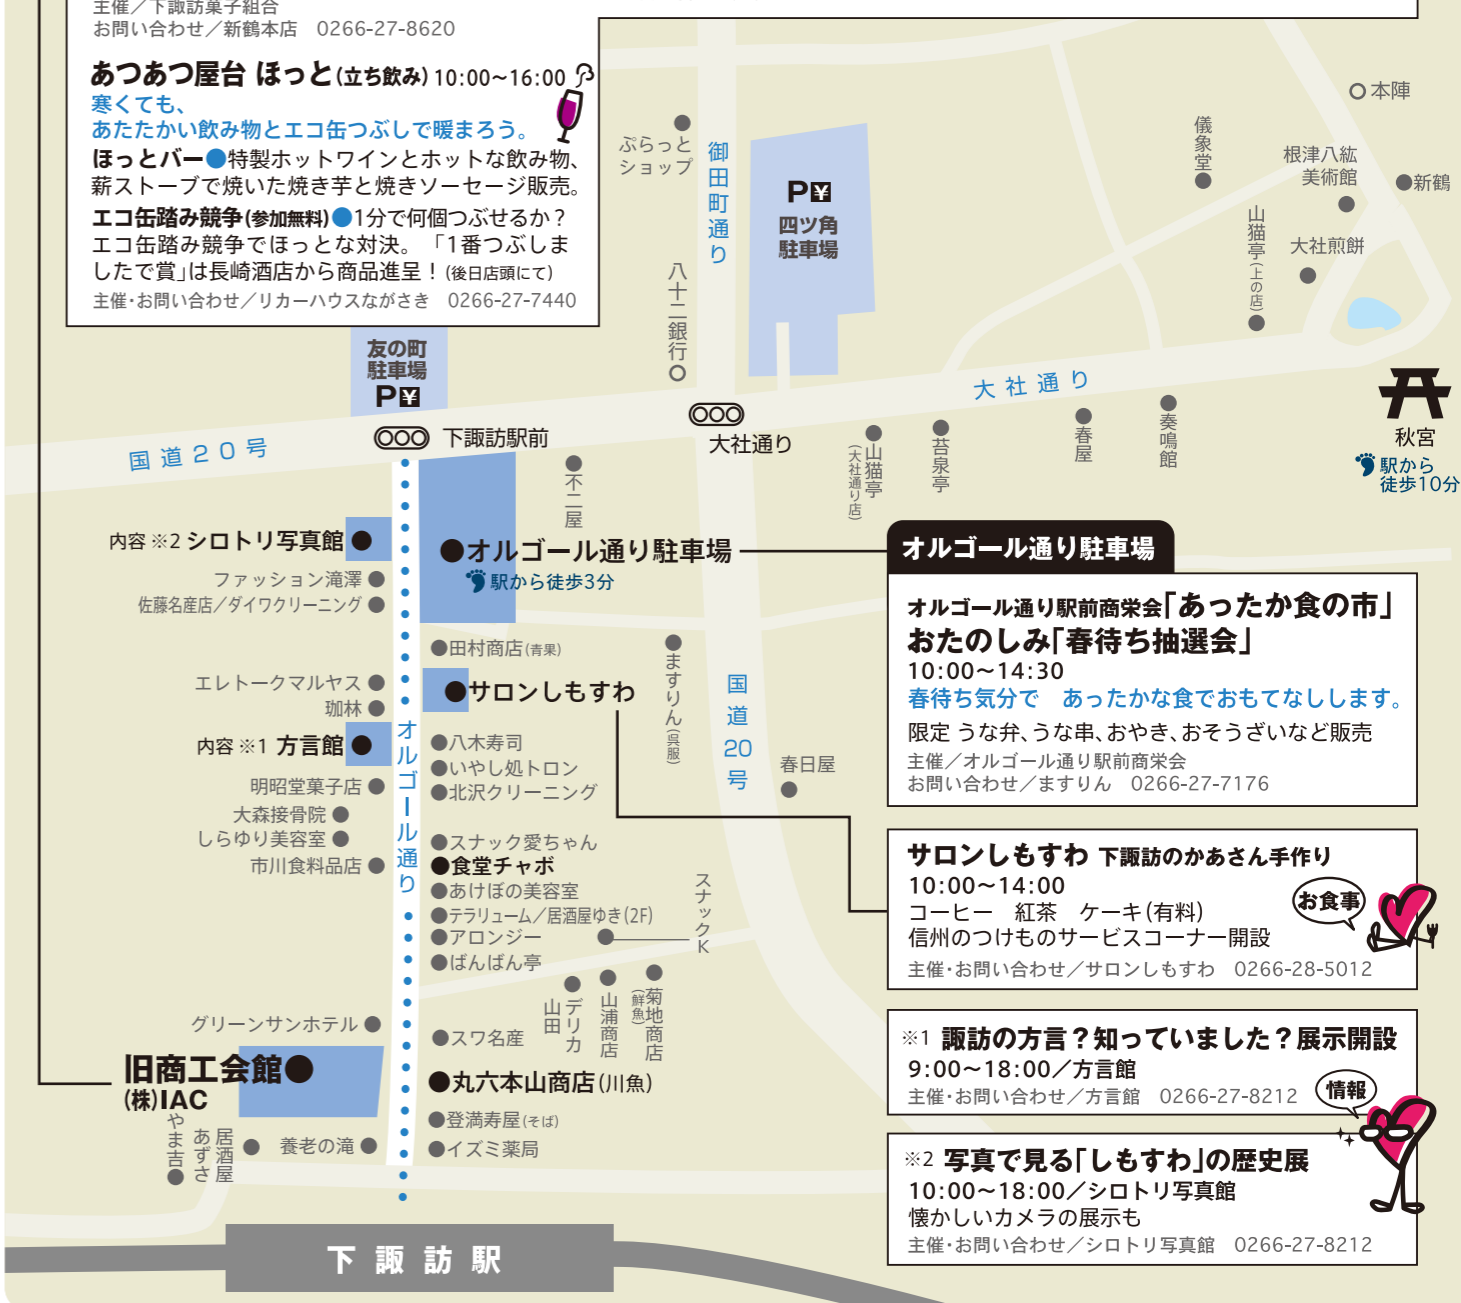 主催／下諏訪菓子組合
お問い合わせ／新鶴本店　0266-27-8620
あつあつ屋台 ほっと(立ち飲み) 10:00~16:00
寒くても、
あたたかい飲み物とエコ缶つぶしで暖まろう。
ほっとバー●特製ホットワインとホットな飲み物、
薪ストーブで焼いた焼き芋と焼きソーセージ販売。
エコ缶踏み競争(参加無料)●1分で何個つぶせるか？
エコ缶踏み競争でほっとな対決。「1番つぶしま
したで賞」は長崎酒店から商品進呈！(後日店頭にて)
主催・お問い合わせ／リカーハウスながさき　0266-27-7440
ぷらっと
ショップ
御田町通り
P¥
四ツ角
駐車場
八十二銀行
本陣
儀象堂
根津八紘
美術館
新鶴
山猫亭(上の店)
大社煎餅
友の町
駐車場
P¥
国道20号
下諏訪駅前
大社通り
大社通り
山猫亭
(大社通り店)
苔泉亭
春屋
奏鳴館
秋宮
駅から
徒歩10分
不二屋
内容 ※2 シロトリ写真館●
●オルゴール通り駐車場
駅から徒歩3分
ファッション滝澤●
佐藤名産店／ダイワクリーニング●
●田村商店(青果)
エレトークマルヤス●
珈林●
●サロンしもすわ
ますりん(呉服)
国道20号
内容 ※1 方言館●
オルゴール通り
●八木寿司
●いやし処トロン
●北沢クリーニング
春日屋
明昭堂菓子店●
大森接骨院●
しらゆり美容室●
市川食料品店●
●スナック愛ちゃん
●食堂チャボ
●あけぼの美容室
●テラリューム／居酒屋ゆき(2F)
●アロンジー
●ばんばん亭
スナックK
デリカ
山田
山浦商店
菊地商店
(鮮魚)
グリーンサンホテル●
●スワ名産
旧商工会館●
(株)IAC
●丸六本山商店(川魚)
●登満寿屋(そば)
●イズミ薬局
やま吉
居酒屋
あずさ
養老の滝●
下諏訪駅
オルゴール通り駐車場
オルゴール通り駅前商栄会「あったか食の市」
おたのしみ「春待ち抽選会」
10:00~14:30
春待ち気分で　あったかな食でおもてなしします。
限定 うな弁、うな串、おやき、おそうざいなど販売
主催／オルゴール通り駅前商栄会
お問い合わせ／ますりん　0266-27-7176
サロンしもすわ 下諏訪のかあさん手作り
10:00~14:00
コーヒー　紅茶　ケーキ(有料)
信州のつけものサービスコーナー開設
主催・お問い合わせ／サロンしもすわ　0266-28-5012
お食事
※1 諏訪の方言？知っていました？展示開設
9:00~18:00／方言館
主催・お問い合わせ／方言館　0266-27-8212
情報
※2 写真で見る「しもすわ」の歴史展
10:00~18:00／シロトリ写真館
懐かしいカメラの展示も
主催・お問い合わせ／シロトリ写真館　0266-27-8212